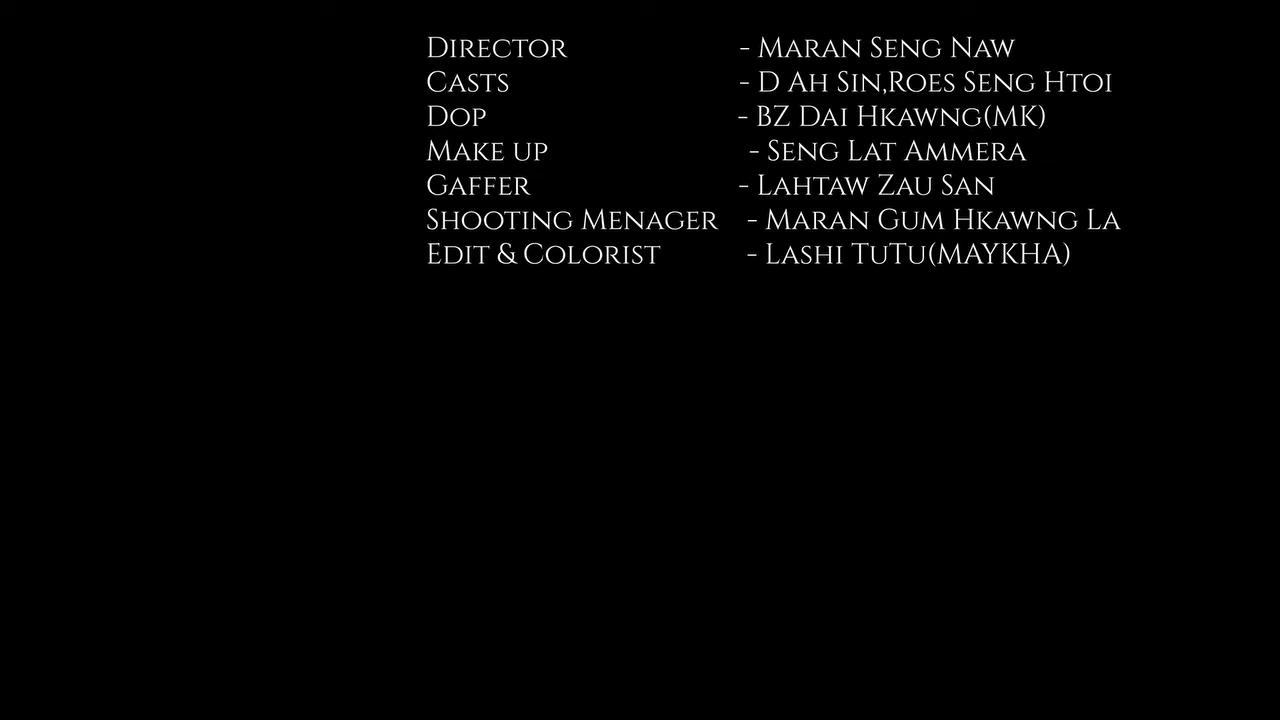 Director - Maran Seng Naw
Casts - D Ah Sin,Roes Seng Htoi
Dop - BZ Dai Hkawng(MK)
Make up - Seng Lat Ammera
Gaffer - Lahtaw Zau San
Shooting Menager - Maran Gum Hkawng La
Edit & Colorist - Lashi TuTu(MAYKHA)